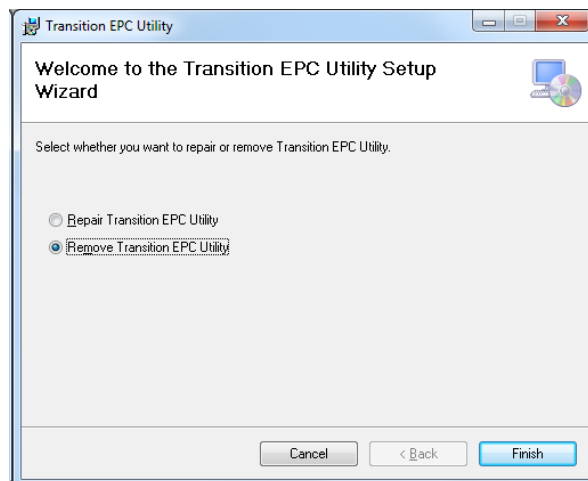 Transition EPC Utility
Welcome to the Transition EPC Utility Setup
Wizard
Select whether you want to repair or remove Transition EPC Utility.
Repair Transition EPC Utility
Remove Transition EPC Utility
Cancel
< Back
Finish